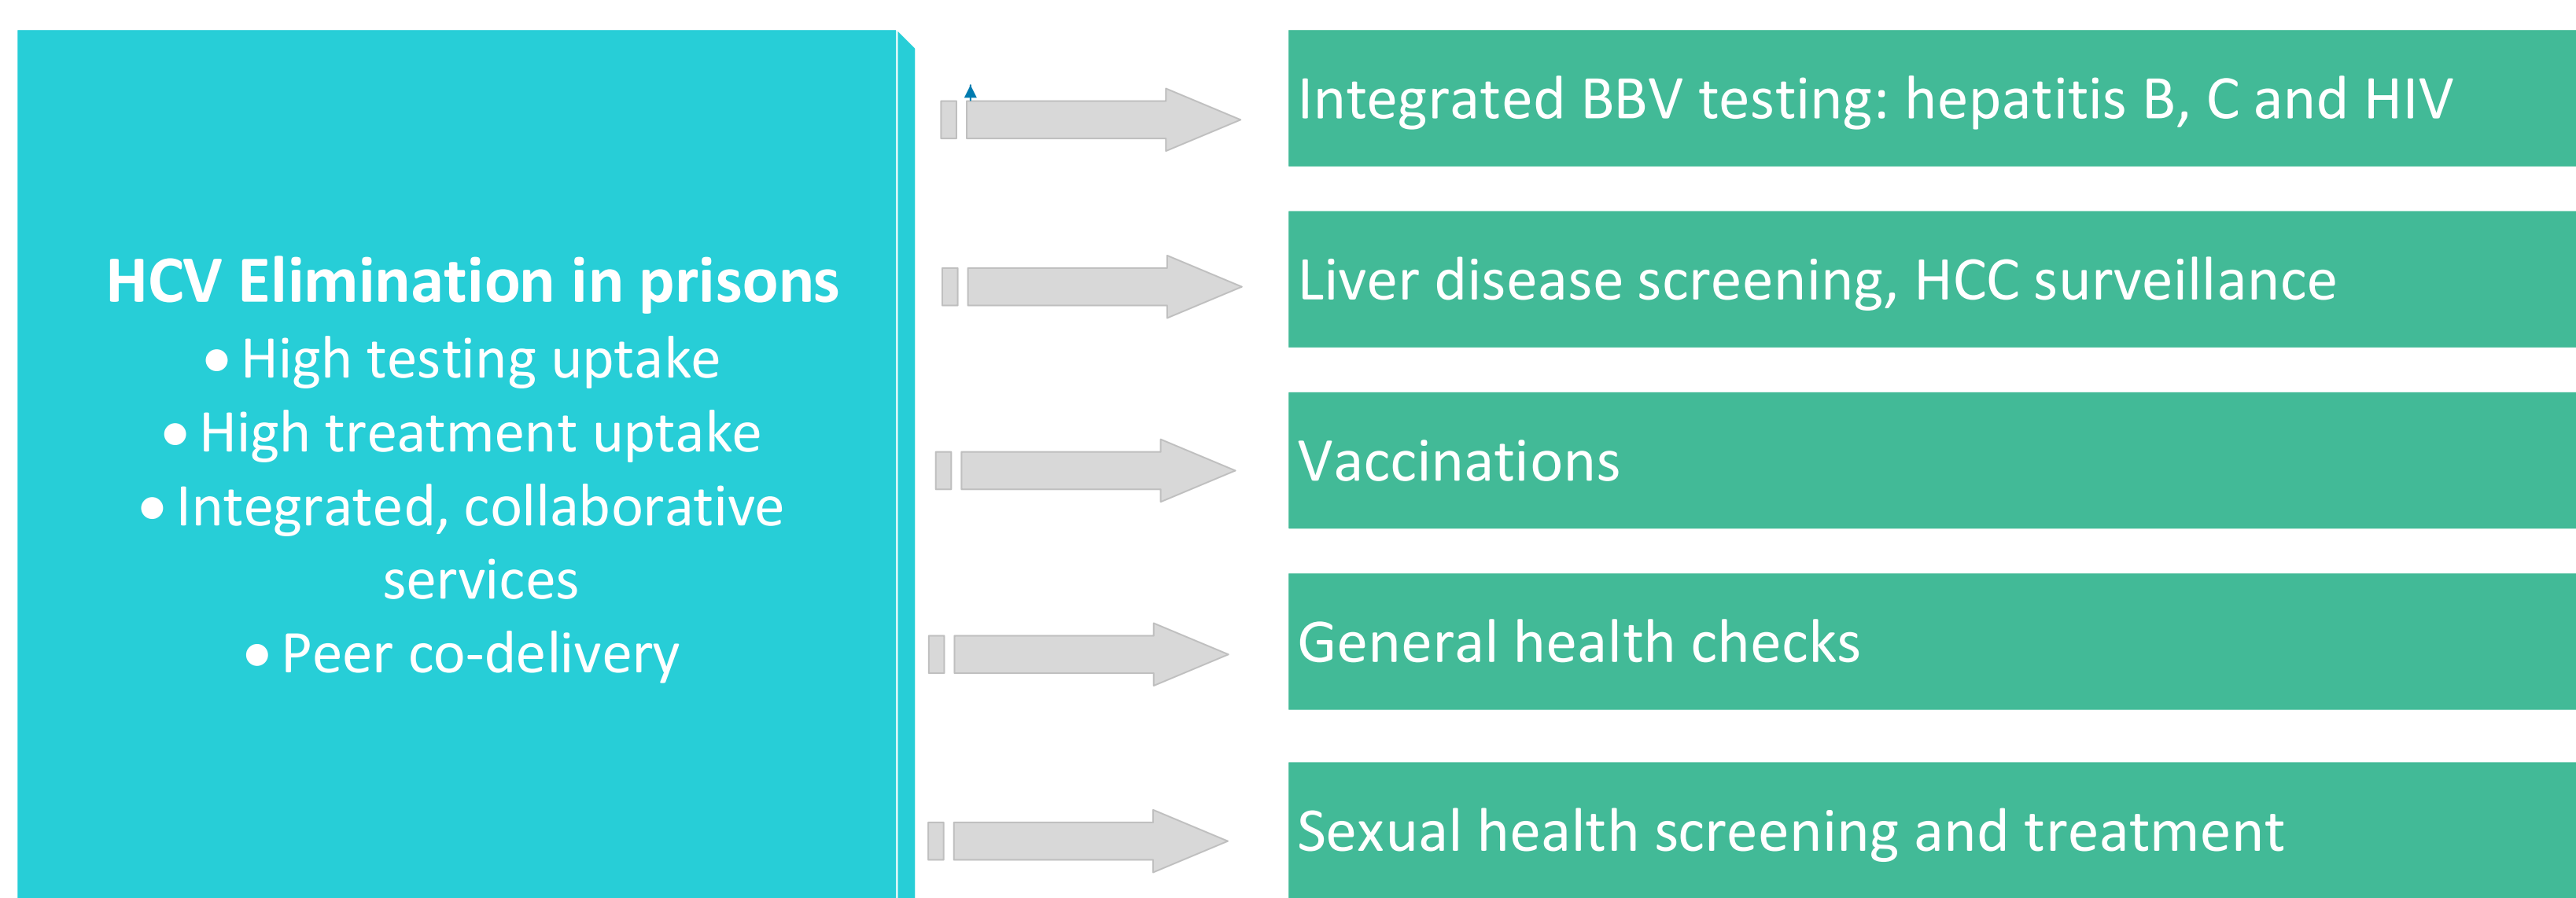 HCV Elimination in prisons
• High testing uptake
• High treatment uptake
• Integrated, collaborative
services
• Peer co-delivery
Integrated BBV testing: hepatitis B, C and HIV
Liver disease screening, HCC surveillance
Vaccinations
General health checks
Sexual health screening and treatment